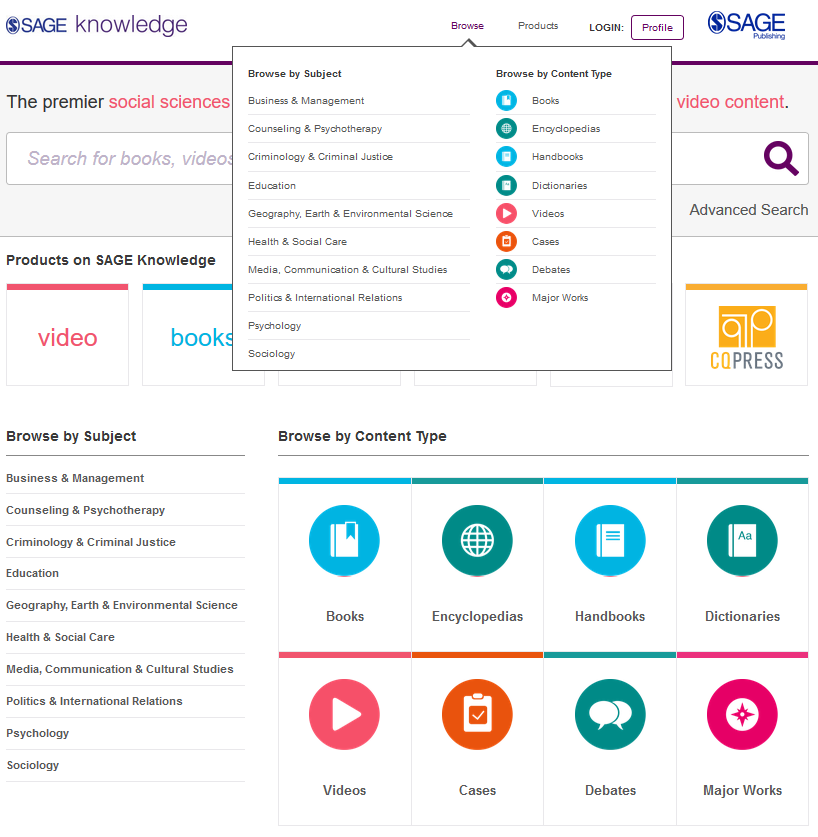 SAGE knowledge
Browse
Products
LOGIN:
Profile
SAGE
Publishing
Browse by Subject
Business & Management
Counseling & Psychotherapy
Criminology & Criminal Justice
Education
Geography, Earth & Environmental Science
Health & Social Care
Media, Communication & Cultural Studies
Politics & International Relations
Psychology
Sociology
Browse by Content Type
Books
Encyclopedias
Handbooks
Dictionaries
Videos
Cases
Debates
Major Works
The premier social sciences
video content.
Search for books, videos
Advanced Search
Products on SAGE Knowledge
video
books
CQPRESS
Browse by Subject
Business & Management
Counseling & Psychotherapy
Criminology & Criminal Justice
Education
Geography, Earth & Environmental Science
Health & Social Care
Media, Communication & Cultural Studies
Politics & International Relations
Psychology
Sociology
Browse by Content Type
Books
Encyclopedias
Handbooks
Aa
Dictionaries
Videos
Cases
Debates
Major Works